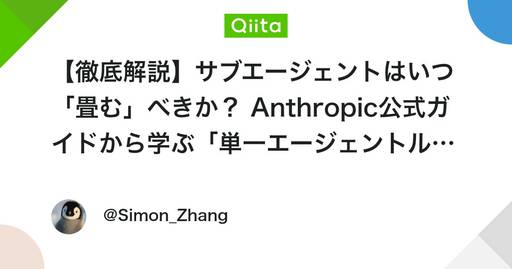 Qiita
【徹底解説】サブエージェントはいつ
「畳む」べきか？ Anthropic公式ガ
イドから学ぶ「単一エージェントル…
@Simon_Zhang